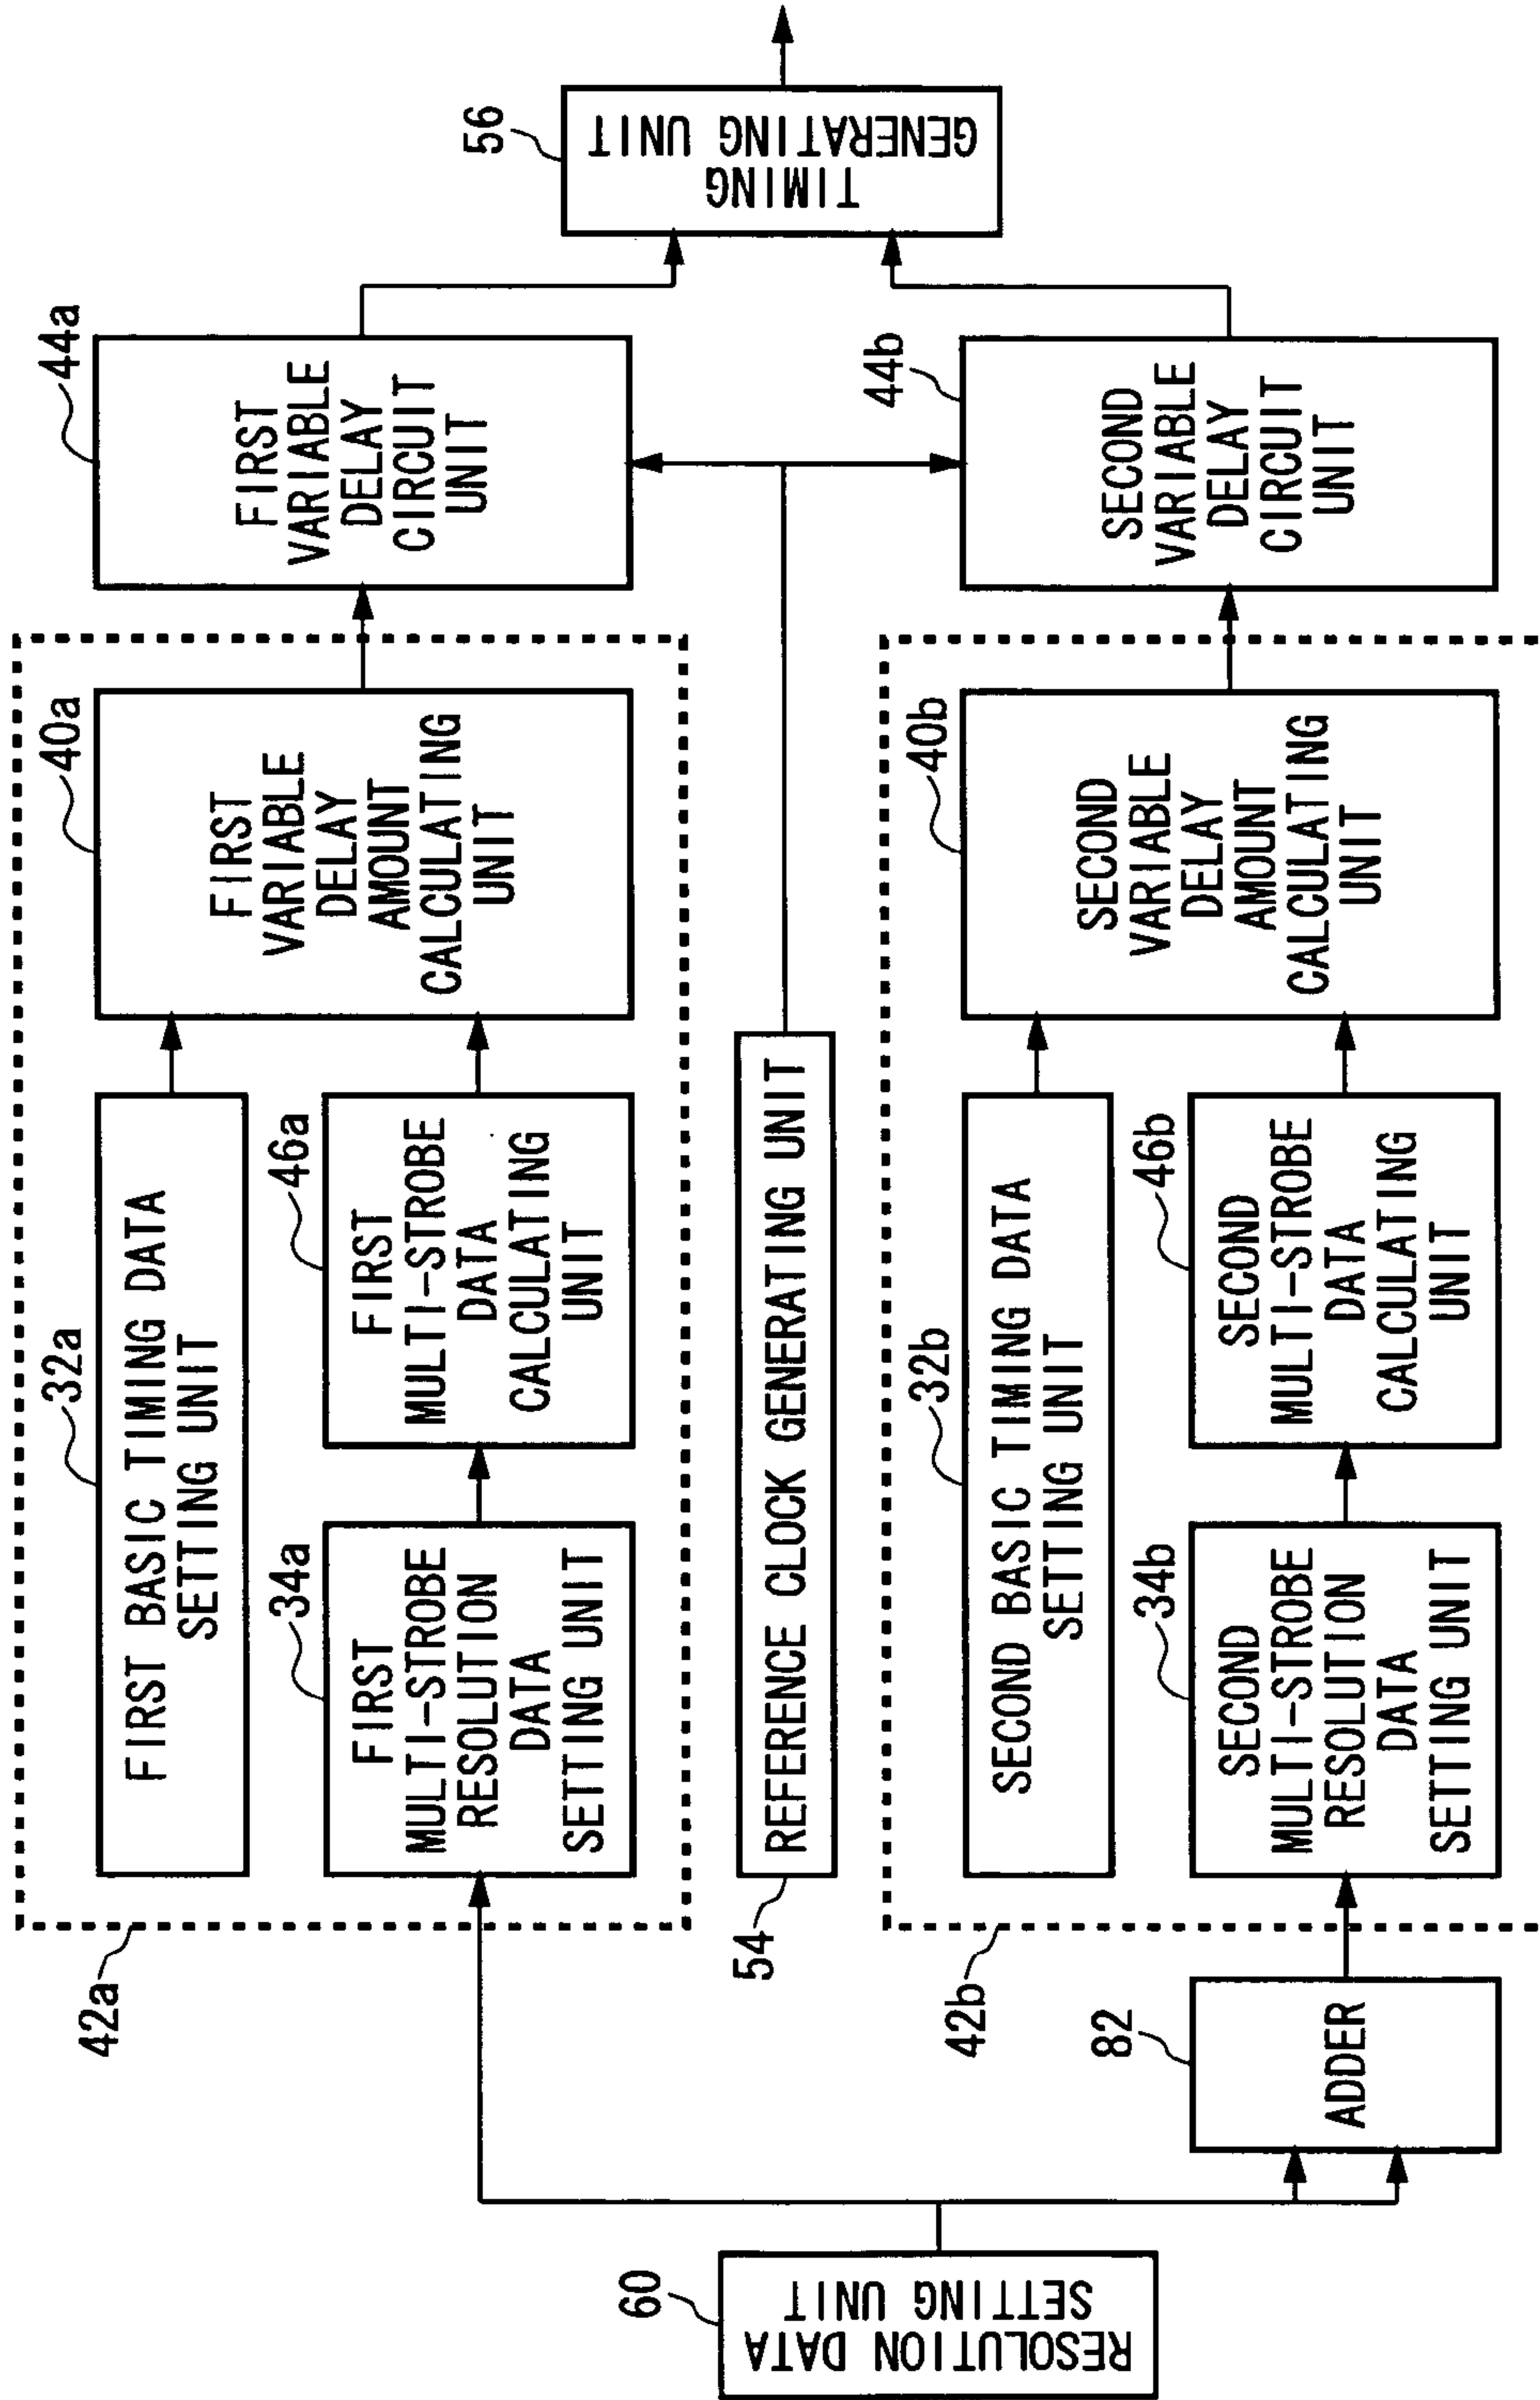 60
RESOLUTION DATA
SETTING UNIT
42a
32a
FIRST BASIC TIMING DATA
SETTING UNIT
34a
FIRST
MULTI-STROBE
RESOLUTION
DATA
SETTING UNIT
46a
FIRST
MULTI-STROBE
DATA
CALCULATING
UNIT
40a
FIRST
VARIABLE
DELAY
AMOUNT
CALCULATING
UNIT
44a
FIRST
VARIABLE
DELAY
CIRCUIT
UNIT
56
TIMING
GENERATING UNIT
54
REFERENCE CLOCK GENERATING UNIT
82
ADDER
42b
32b
SECOND BASIC TIMING DATA
SETTING UNIT
34b
SECOND
MULTI-STROBE
RESOLUTION
DATA
SETTING UNIT
46b
SECOND
MULTI-STROBE
DATA
CALCULATING
UNIT
40b
SECOND
VARIABLE
DELAY
AMOUNT
CALCULATING
UNIT
44b
SECOND
VARIABLE
DELAY
CIRCUIT
UNIT